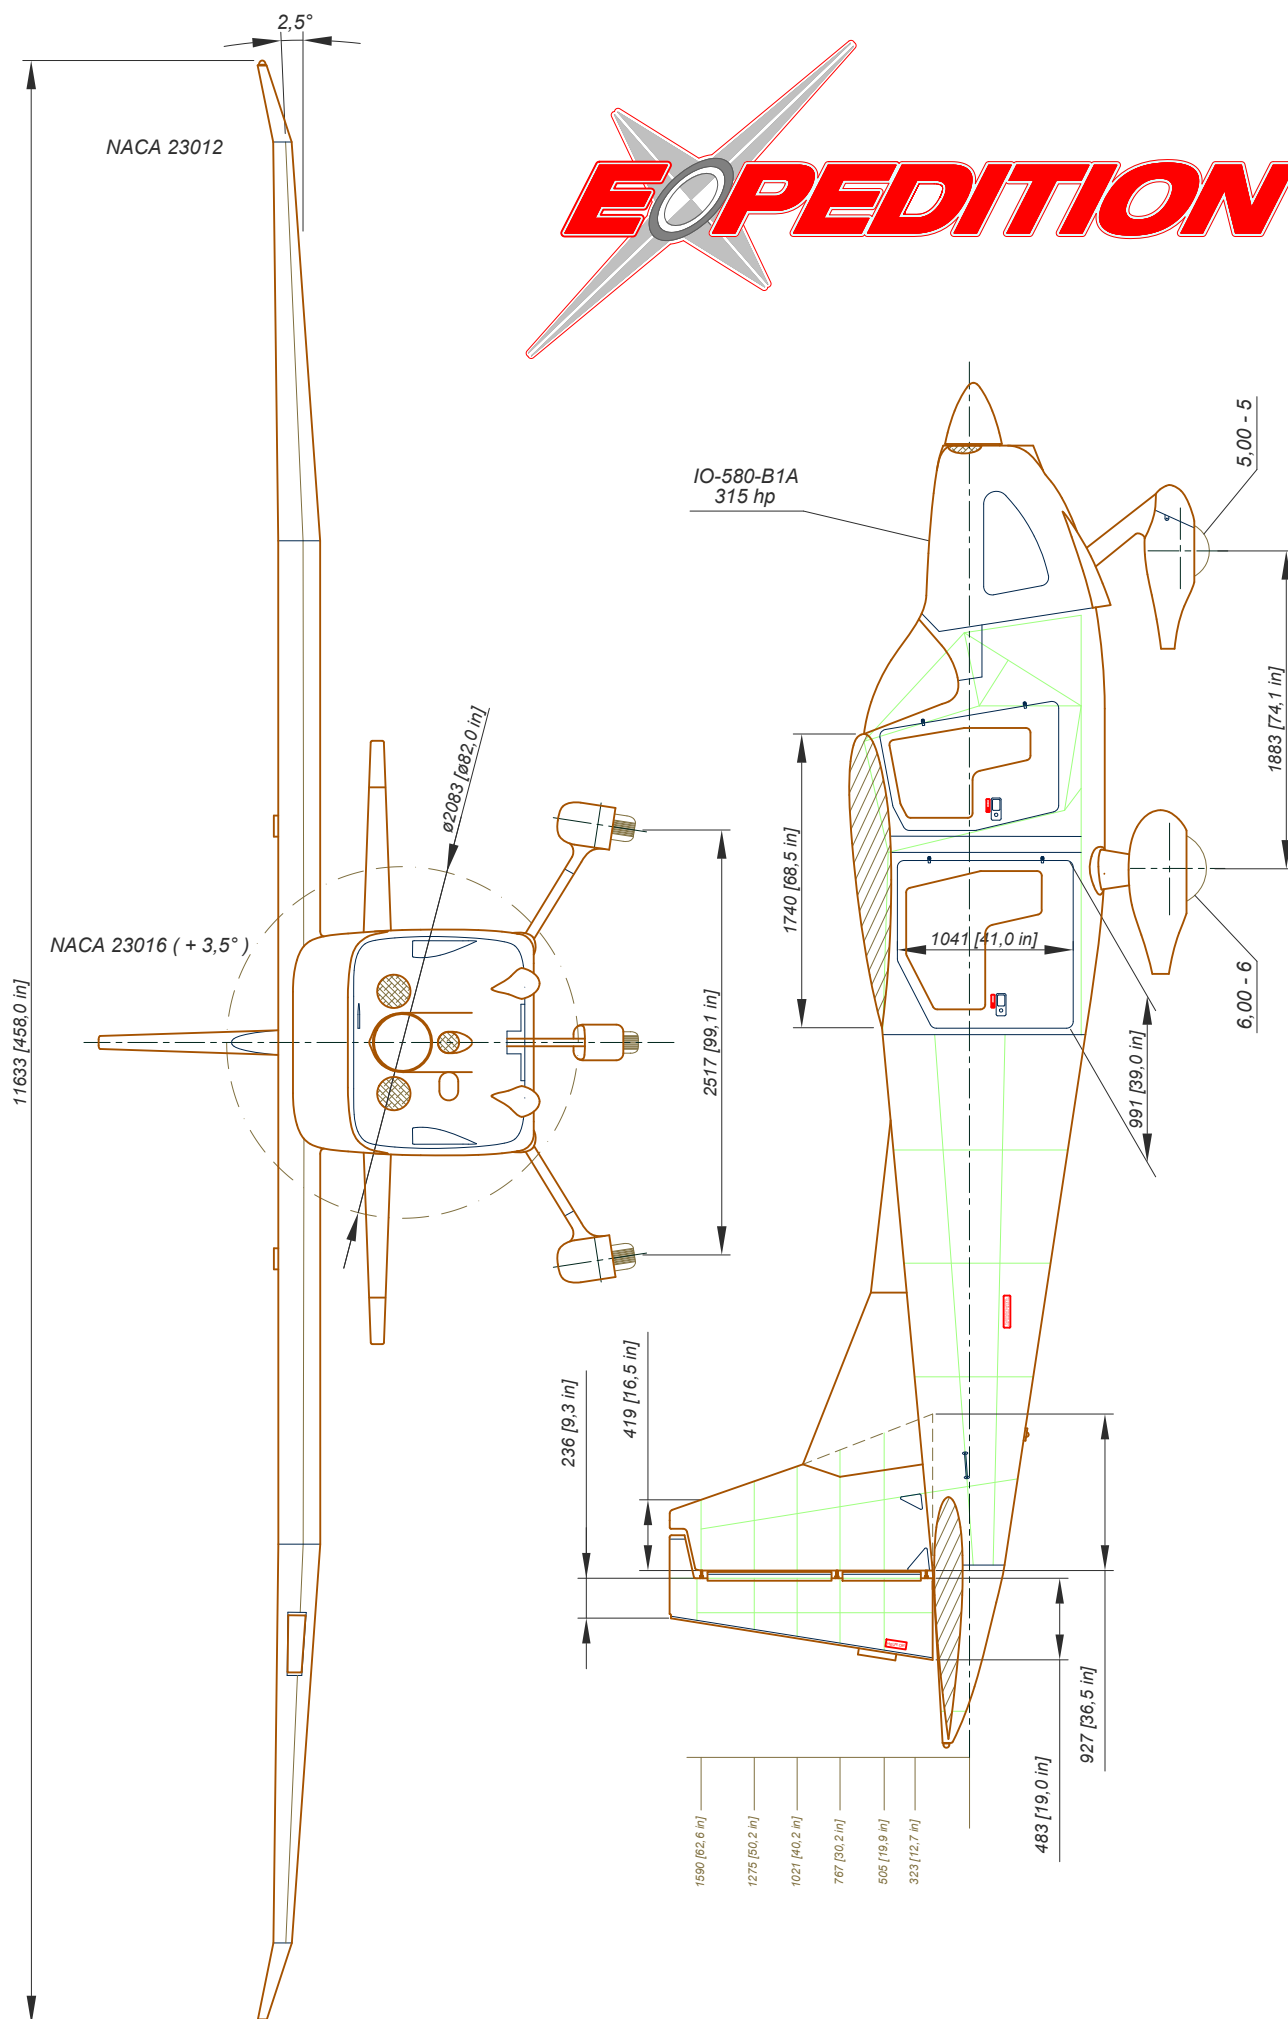 2,5°
NACA 23012
EXPEDITION
IO-580-B1A
315 hp
5,00 - 5
1883 [74,1 in]
ø2083 [ø82,0 in]
1740 [68,5 in]
1041 [41,0 in]
NACA 23016 ( + 3,5° )
11633 [458,0 in]
2517 [99,1 in]
6,00 - 6
991 [39,0 in]
419 [16,5 in]
236 [9,3 in]
927 [36,5 in]
483 [19,0 in]
1590 [62,6 in]
1275 [50,2 in]
1021 [40,2 in]
767 [30,2 in]
505 [19,9 in]
323 [12,7 in]